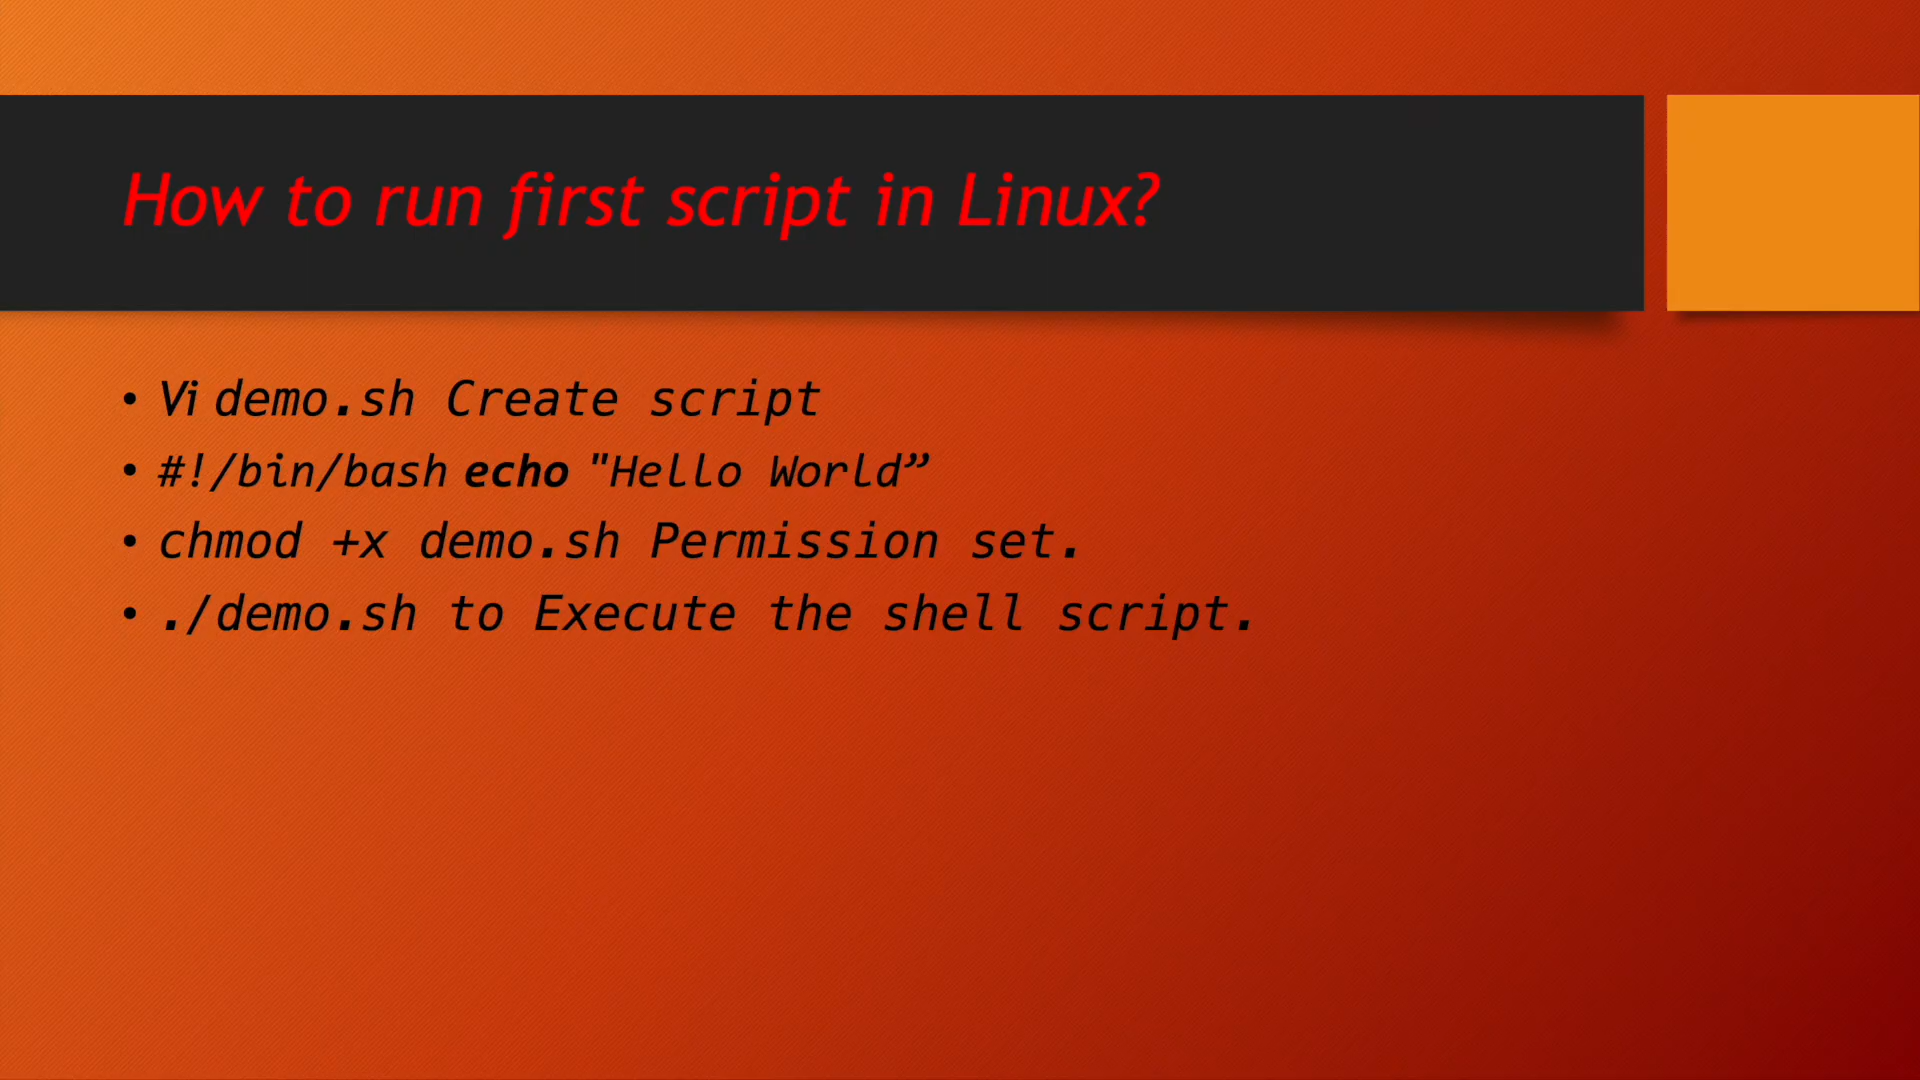 How to run first script in Linux?
• Vi demo.sh Create script
• #!/bin/bash echo "Hello World”
• chmod +x demo.sh Permission set.
• ./demo.sh to Execute the shell script.